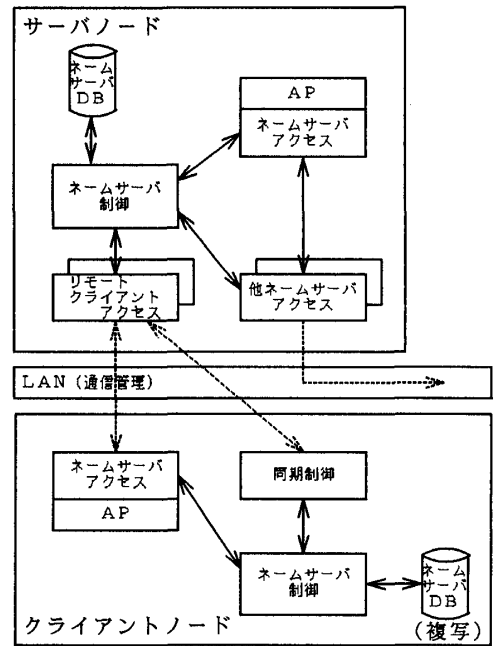 サーバノード
ネーム
サーバ
DB
AP
ネームサーバ
アクセス
ネームサーバ
制御
リモート
クライアント
アクセス
他ネームサーバ
アクセス
LAN(通信管理)
ネームサーバ
アクセス
AP
同期制御
ネームサーバ
制御
ネーム
サーバ
DB
クライアントノード
(複写)